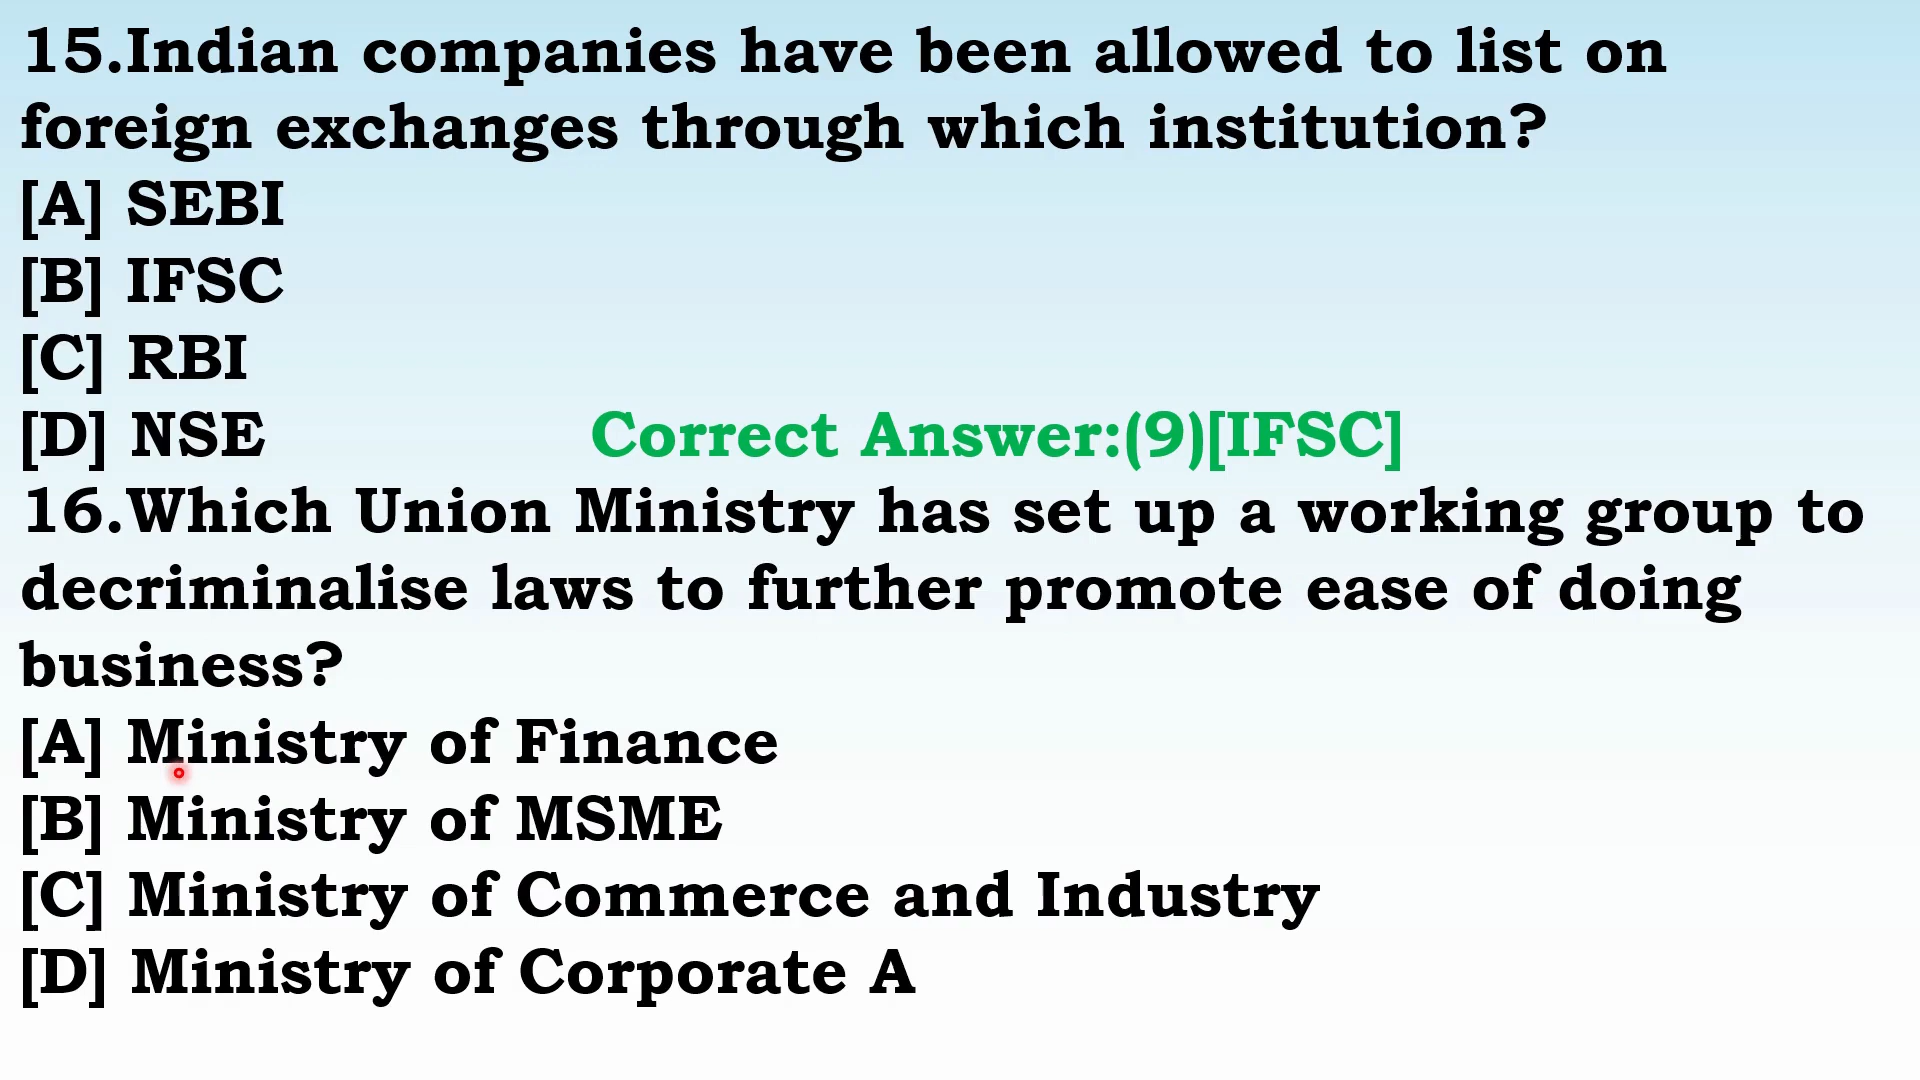 15.Indian companies have been allowed to list on
foreign exchanges through which institution?
[A] SEBI
[B] IFSC
[C] RBI
[D] NSE Correct Answer:(9)[IFSC]
16.Which Union Ministry has set up a working group to
decriminalise laws to further promote ease of doing
business?
[A] Ministry of Finance
[B] Ministry of MSME
[C] Ministry of Commerce and Industry
[D] Ministry of Corporate A